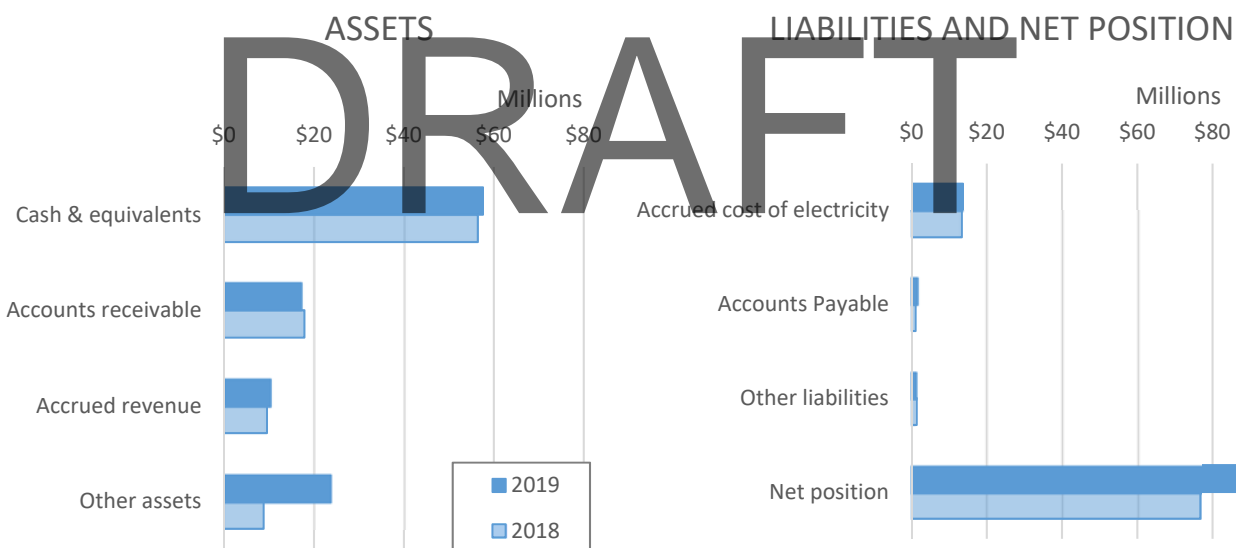 ASSETS
DRAFT
Millions
$0 $20 $40 $60 $80
Cash & equivalents
Accounts receivable
Accrued revenue
Other assets
2019
2018
LIABILITIES AND NET POSITION
Millions
$0 $20 $40 $60 $80
Accrued cost of electricity
Accounts Payable
Other liabilities
Net position